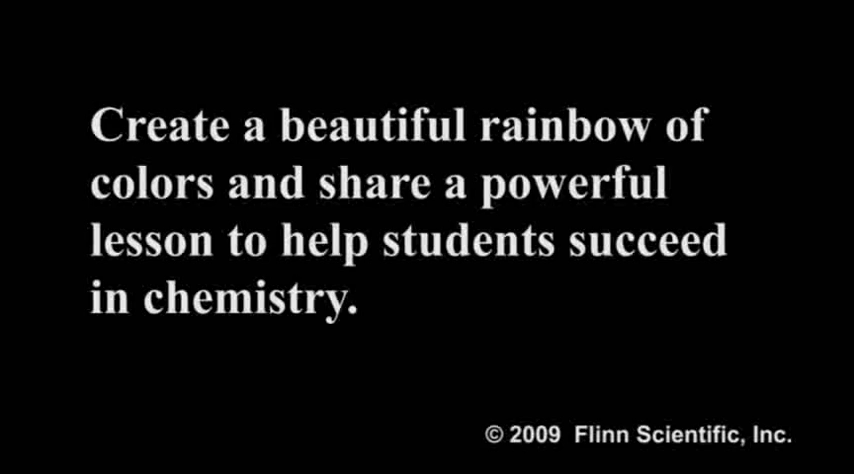 Create a beautiful rainbow of
colors and share a powerful
lesson to help students succeed
in chemistry.
© 2009 Flinn Scientific, Inc.